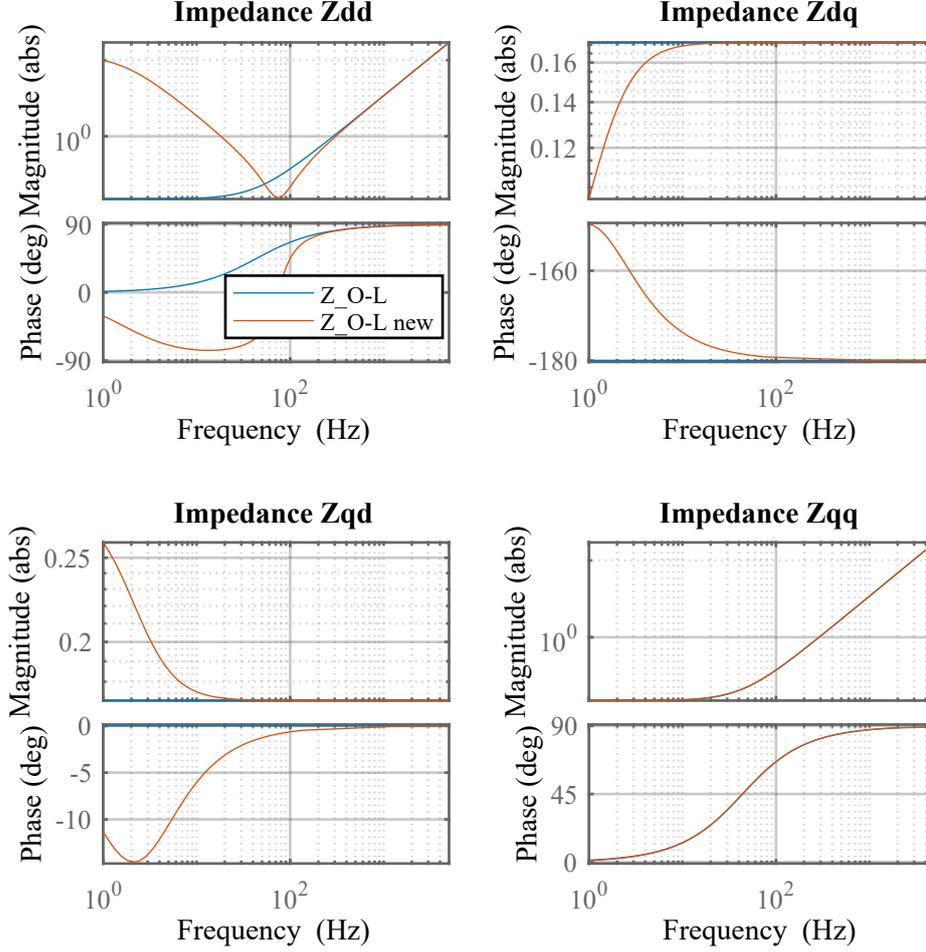 Impedance Zdd
Magnitude (abs)
10^0
Phase (deg)
90
0
-90
Z_O-L
Z_O-L new
10^0
10^2
Frequency (Hz)
Impedance Zdq
Magnitude (abs)
0.16
0.14
0.12
Phase (deg)
-160
-180
10^0
10^2
Frequency (Hz)
Impedance Zqd
Magnitude (abs)
0.25
0.2
Phase (deg)
0
-5
-10
10^0
10^2
Frequency (Hz)
Impedance Zqq
Magnitude (abs)
10^0
Phase (deg)
90
45
0
10^0
10^2
Frequency (Hz)